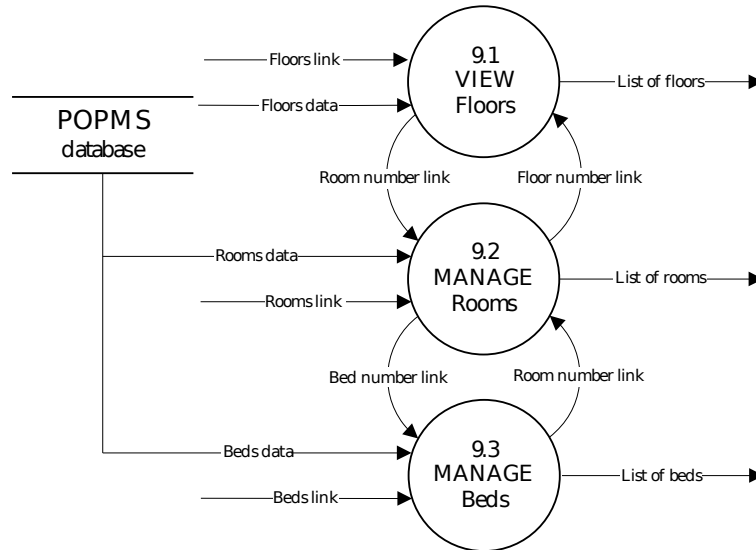 Floors link
9.1
VIEW
Floors
List of floors
Floors data
POPMS
database
Room number link
Floor number link
Rooms data
9.2
MANAGE
Rooms
List of rooms
Rooms link
Bed number link
Room number link
Beds data
9.3
MANAGE
Beds
List of beds
Beds link